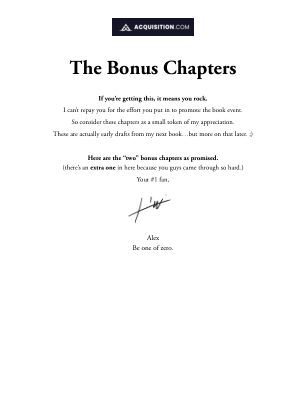 ACQUISITION.COM
The Bonus Chapters
If you're getting this, it means you rock.
I can't repay you for the effort you put in to promote the book event.
So consider these chapters as a small token of my appreciation.
These are actually early drafts from my next book…but more on that later. ;)
Here are the “two” bonus chapters as promised.
(there's an extra one in here because you guys came through so hard.)
Your #1 fan,
Alex
Be one of zero.